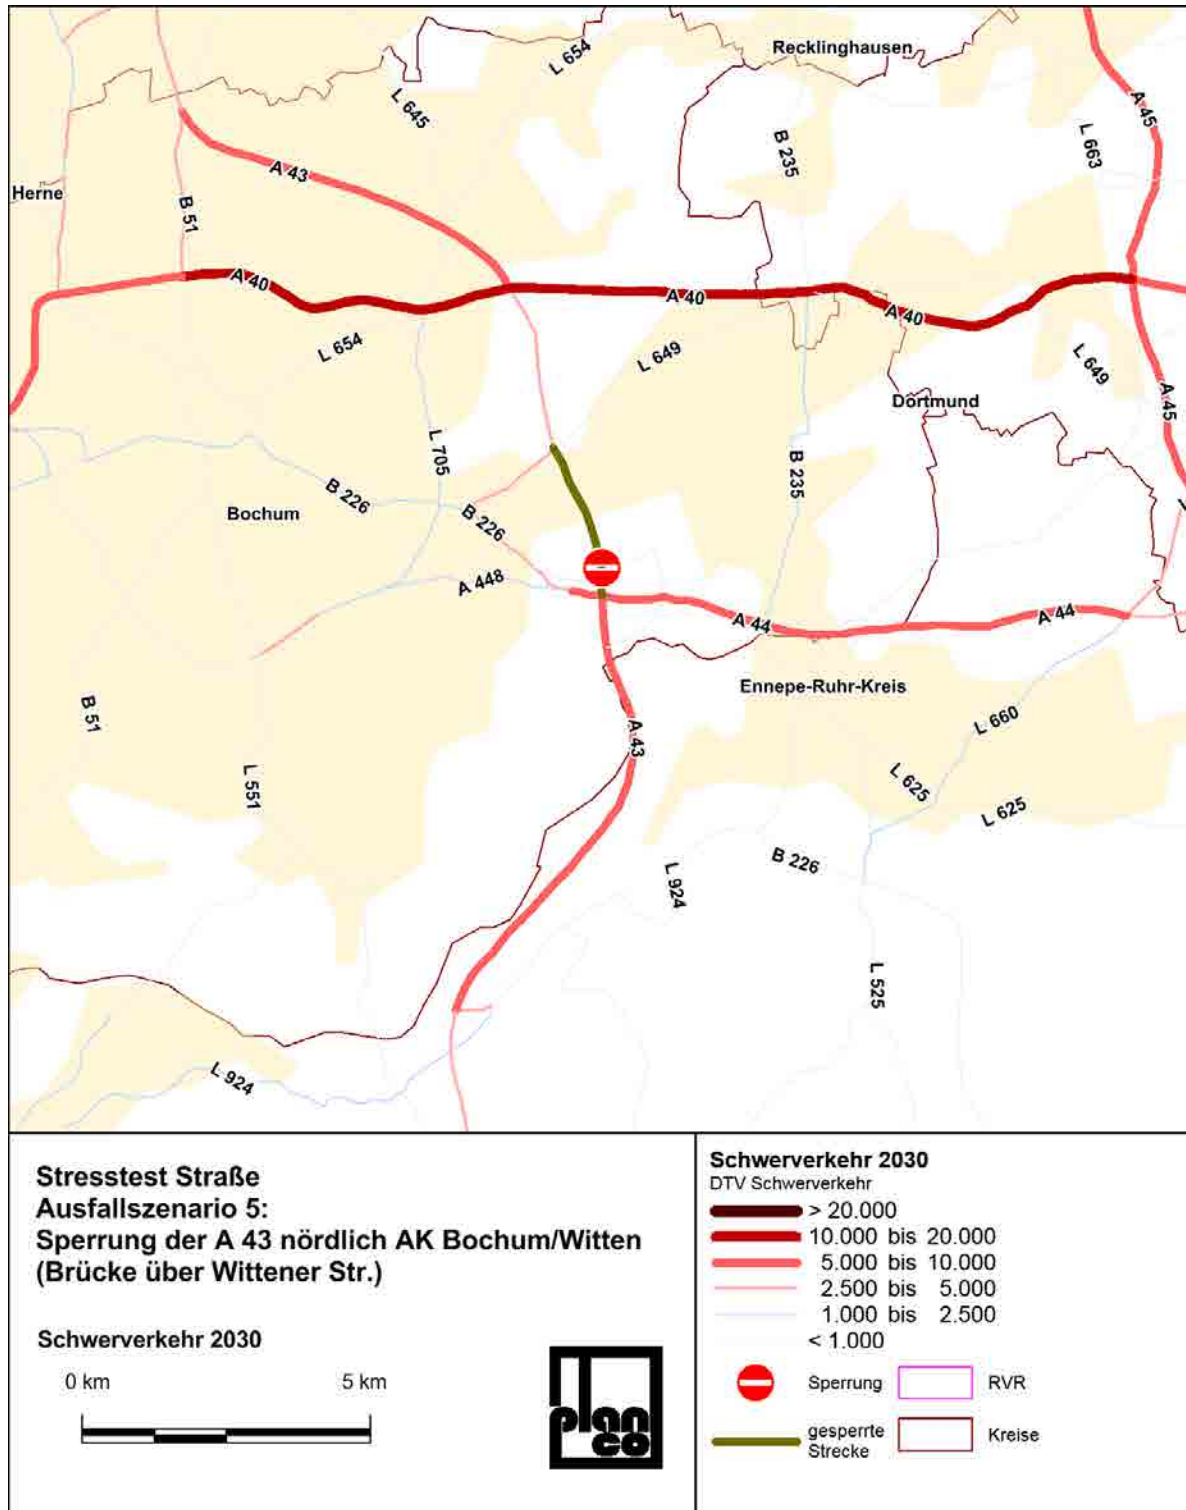 Recklinghausen
L 654
L 645
A 45
L 663
B 235
A 43
Herne
B 51
A 40
A 40
A 40
L 654
L 649
L 649
Dortmund
A 45
L 705
B 235
B 226
B 226
Bochum
A 448
A 44
A 44
Ennepe-Ruhr-Kreis
B 51
A 43
L 660
L 551
L 625
L 625
B 226
L 924
L 525
L 924
Stresstest Straße
Ausfallszenario 5:
Sperrung der A 43 nördlich AK Bochum/Witten
(Brücke über Wittener Str.)
Schwerverkehr 2030
0 km 5 km
plan
co
Schwerverkehr 2030
DTV Schwerverkehr
> 20.000
10.000 bis 20.000
5.000 bis 10.000
2.500 bis 5.000
1.000 bis 2.500
< 1.000
Sperrung RVR
gesperrte
Strecke
Kreise